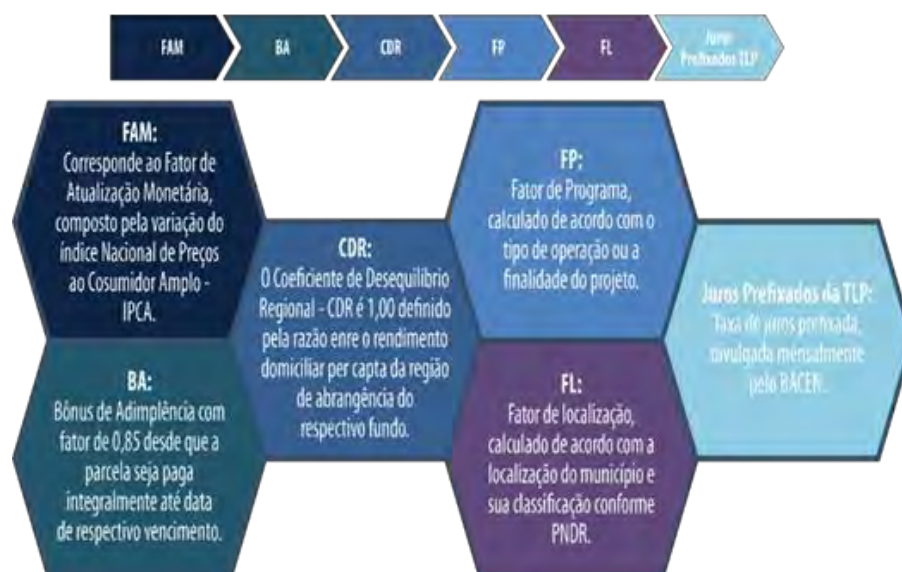 FAM
BA
CDR
FP
FL
Juros
Prefixados TLP
FAM:
Corresponde ao Fator de
Atualização Monetária,
composto pela variação do
índice Nacional de Preços
ao Cosumidor Amplo -
IPCA.
BA:
Bônus de Adimplência com
fator de 0,85 desde que a
parcela seja paga
integralmente até data
de respectivo vencimento.
CDR:
O Coeficiente de Desequilíbrio
Regional - CDR é 1,00 definido
pela razão enre o rendimento
domiciliar per capta da região
de abrangência do
respectivo fundo.
FP:
Fator de Programa,
calculado de acordo com o
tipo de operação ou a
finalidade do projeto.
FL:
Fator de localização,
calculado de acordo com a
localização do município e
sua classificação conforme
PNDR.
Juros Prefixados da TLP:
Taxa de juros prefixada,
divulgada mensalmente
pelo BACEN.